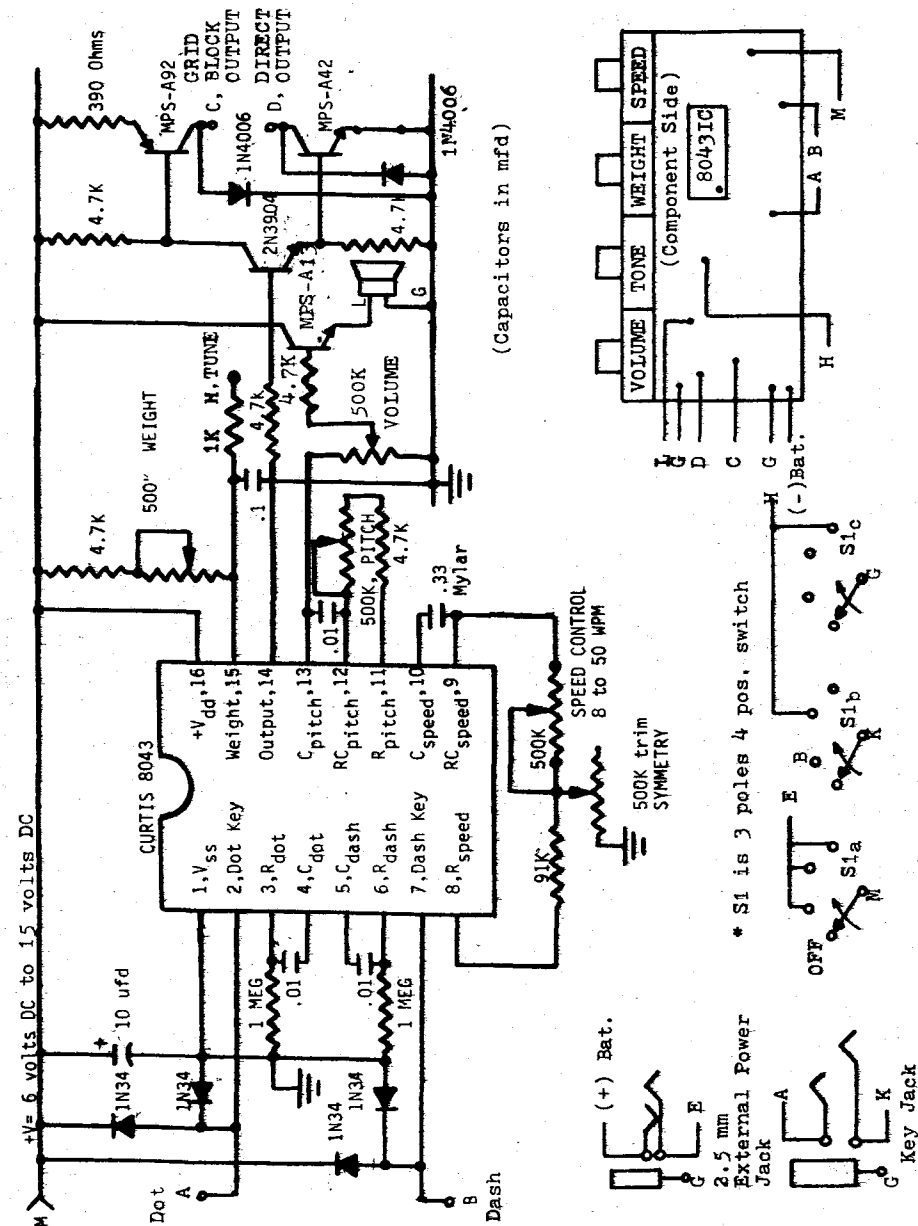 M
+V= 6 volts DC to 15 volts DC
Dot
A
1N34
1N34
+
10 ufd
1 MEG
.01
.01
1 MEG
1N34
1N34
B
Dash
CURTIS 8043
1,Vss
2,Dot Key
3,Rdot
4,Cdot
5,Cdash
6,Rdash
7,Dash Key
8,Rspeed
+Vdd,16
Weight,15
Output,14
Cpitch,13
RCpitch,12
Rpitch,11
Cspeed,10
RCspeed,9
4.7K
500" WEIGHT
1K M,TUNE
.1
4.7k
4.7K
500K
VOLUME
.01
500K, PITCH
4.7K
.33
Mylar
91K
500K
SPEED CONTROL
8 to 50 WPM
500K trim
SYMMETRY
4.7K
390 Ohms
MPS-A92
GRID
BLOCK
OUTPUT
C,
1N4006
DIRECT
OUTPUT
D,
MPS-A42
2N3904
MPS-A13
4.7K
1N4006
L
G
(Capacitors in mfd)
(+) Bat.
E
G
2.5 mm
External Power
Jack
A
K
G
Key Jack
* S1 is 3 poles 4 pos. switch
OFF
E
M
S1a
B
K
S1b
H
G
S1c
VOLUME
TONE
WEIGHT
SPEED
(Component Side)
8043IC
L
G
D
C
G
(-)Bat.
H
A
B
M